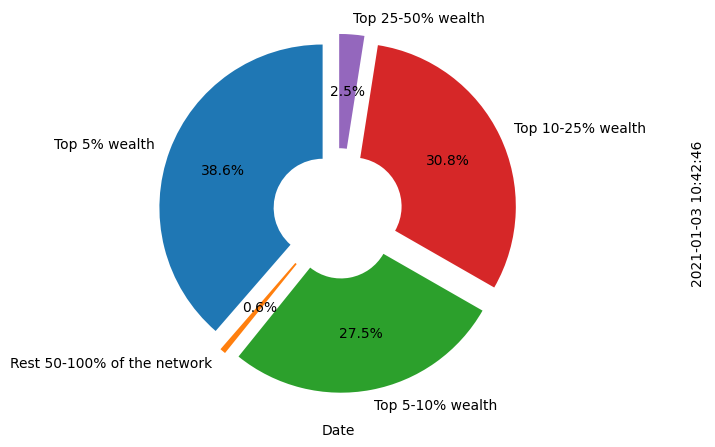 Top 25-50% wealth
2.5%
Top 10-25% wealth
30.8%
Top 5% wealth
38.6%
0.6%
Rest 50-100% of the network
27.5%
Top 5-10% wealth
Date
2021-01-03 10:42:46